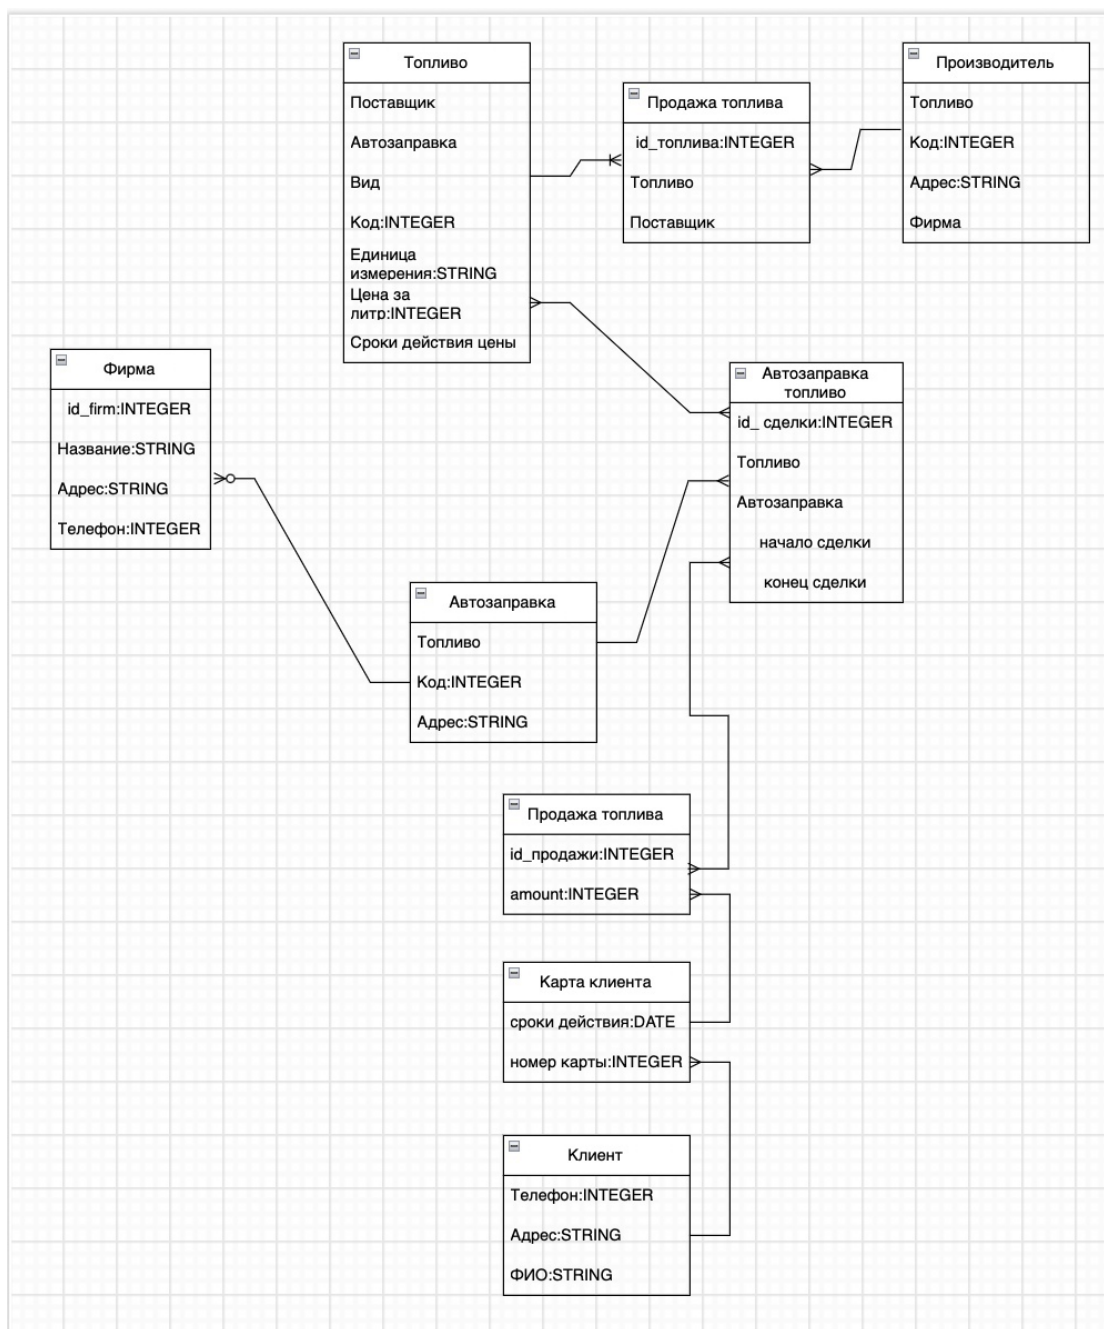 Топливо
Поставщик
Автозаправка
Вид
Код:INTEGER
Единица
измерения:STRING
Цена за
литр:INTEGER
Сроки действия цены
Продажа топлива
id_топлива:INTEGER
Топливо
Поставщик
Производитель
Топливо
Код:INTEGER
Адрес:STRING
Фирма
Фирма
id_firm:INTEGER
Название:STRING
Адрес:STRING
Телефон:INTEGER
Автозаправка
топливо
id_ сделки:INTEGER
Топливо
Автозаправка
начало сделки
конец сделки
Автозаправка
Топливо
Код:INTEGER
Адрес:STRING
Продажа топлива
id_продажи:INTEGER
amount:INTEGER
Карта клиента
сроки действия:DATE
номер карты:INTEGER
Клиент
Телефон:INTEGER
Адрес:STRING
ФИО:STRING